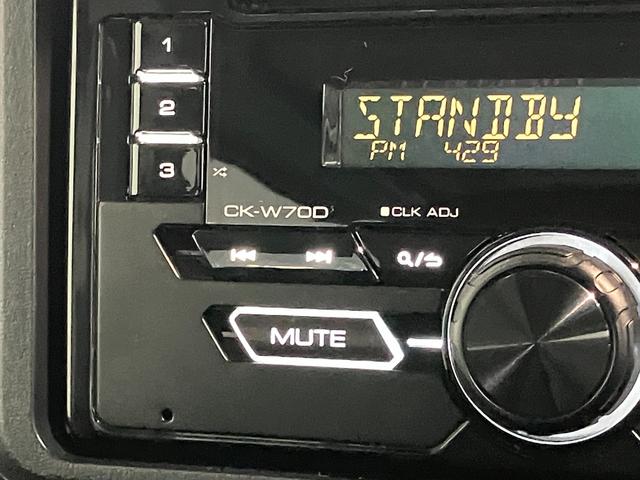 1
2
3
STANDBY
PM 429
CK-W70D
CLK ADJ
MUTE